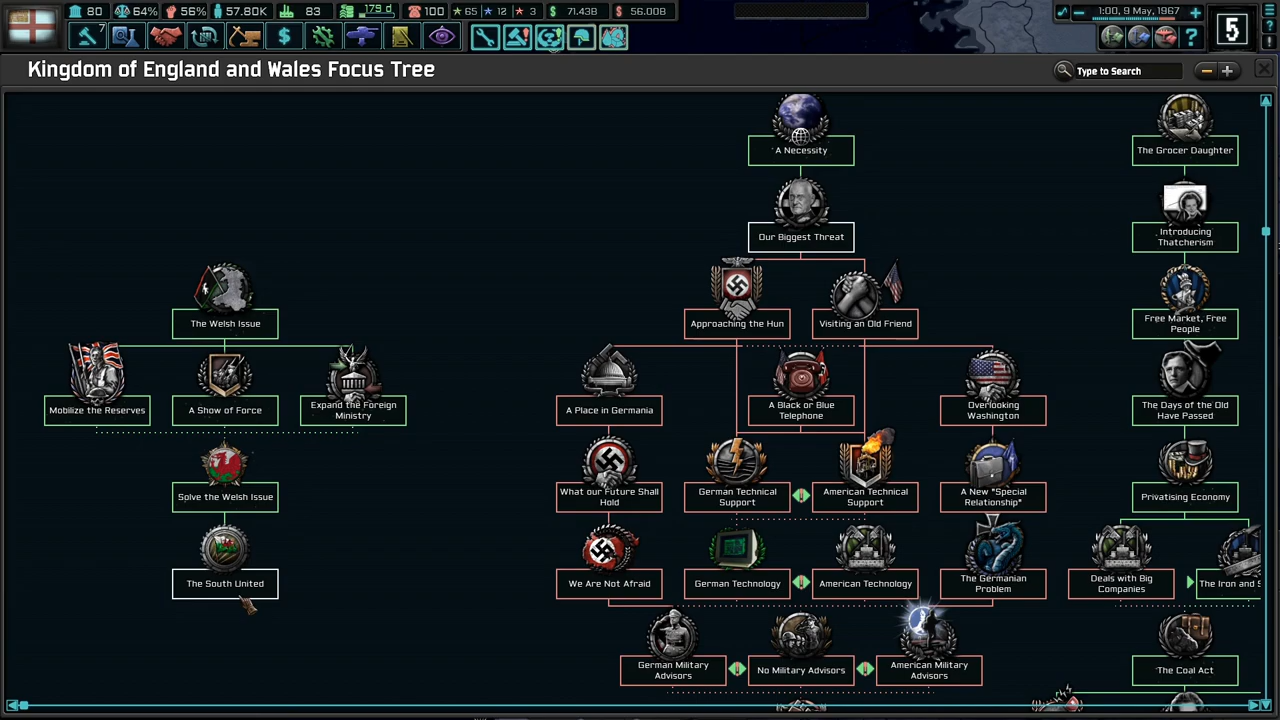 80 64% 56% 57.80K 83 179 d 100 65 12 3 $ 71.43B $ 56.00B
1:00, 9 May, 1967
5
7
Kingdom of England and Wales Focus Tree
Type to Search
A Necessity
The Grocer Daughter
Our Biggest Threat
Introducing
Thatcherism
The Welsh Issue
Approaching the Hun
Visiting an Old Friend
Free Market, Free
People
Mobilize the Reserves
A Show of Force
Expand the Foreign
Ministry
A Place in Germania
A Black or Blue
Telephone
Overlooking
Washington
The Days of the Old
Have Passed
Solve the Welsh Issue
What our Future Shall
Hold
German Technical
Support
American Technical
Support
A New "Special
Relationship"
Privatising Economy
The South United
We Are Not Afraid
German Technology
American Technology
The Germanian
Problem
Deals with Big
Companies
The Iron and S
German Military
Advisors
No Military Advisors
American Military
Advisors
The Coal Act